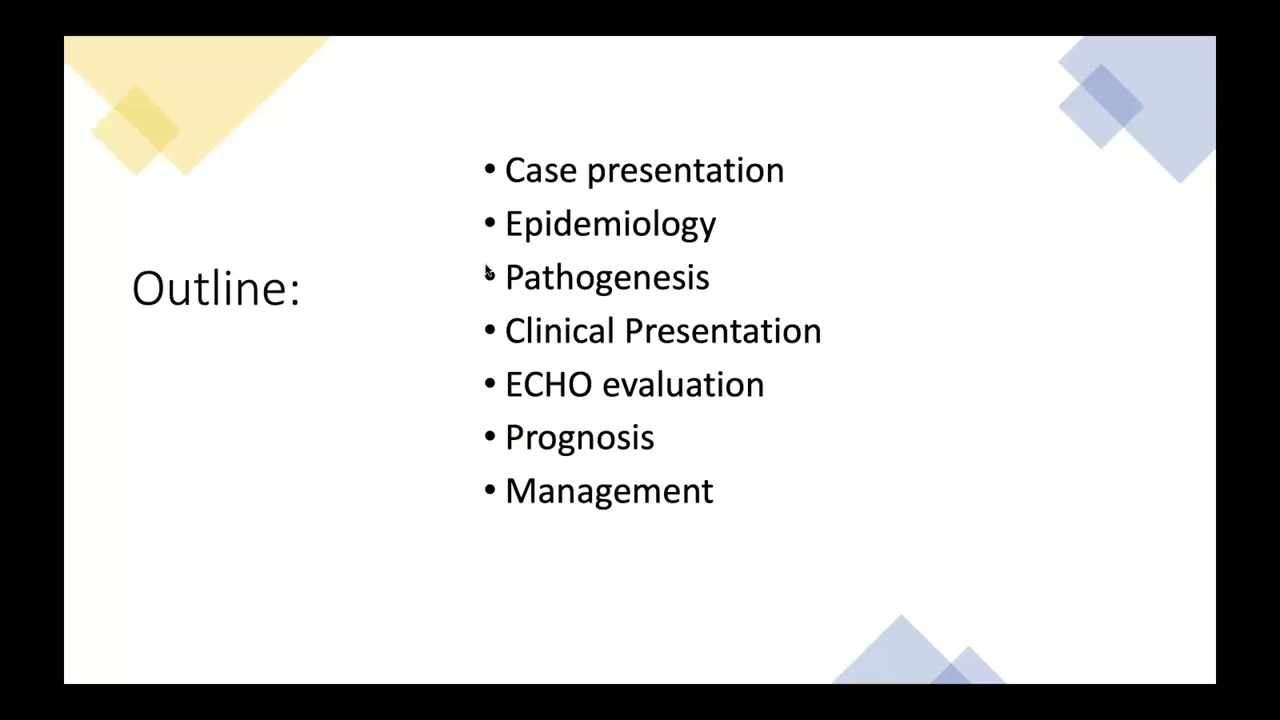 Outline:
• Case presentation
• Epidemiology
• Pathogenesis
• Clinical Presentation
• ECHO evaluation
• Prognosis
• Management